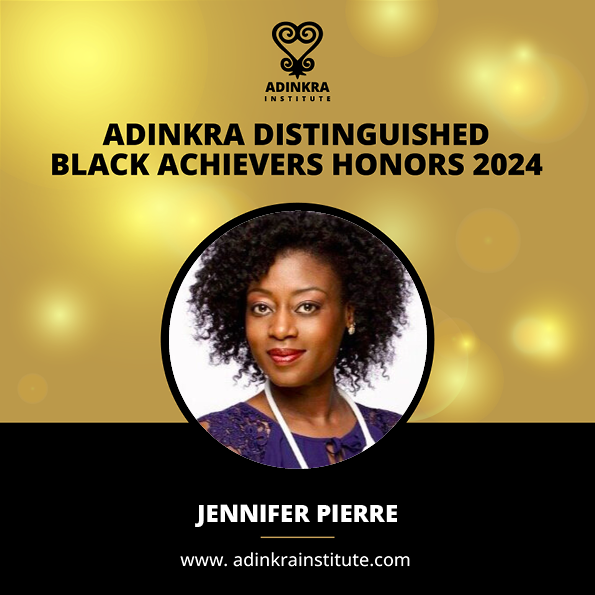 ADINKRA
INSTITUTE
ADINKRA DISTINGUISHED
BLACK ACHIEVERS HONORS 2024
JENNIFER PIERRE
www. adinkrainstitute.com